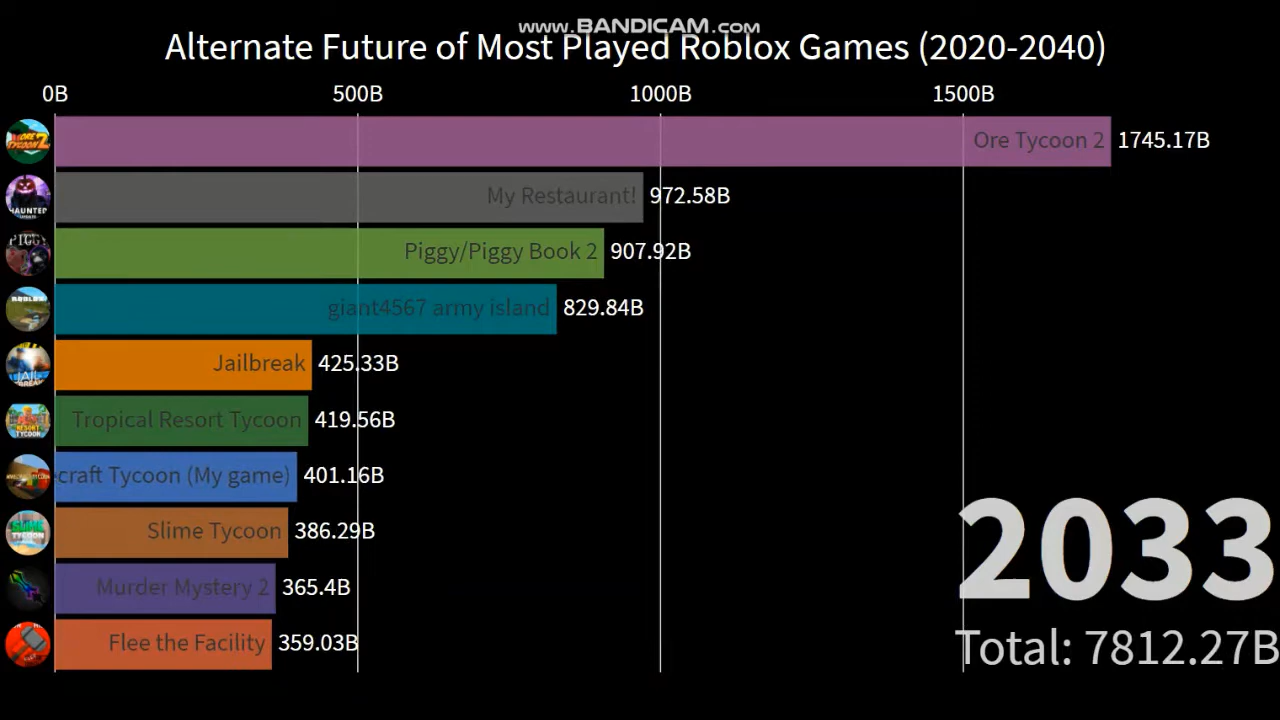 www.BANDICAM.com
Alternate Future of Most Played Roblox Games (2020-2040)
0B 500B 1000B 1500B
Ore Tycoon 2 1745.17B
My Restaurant! 972.58B
Piggy/Piggy Book 2 907.92B
giant4567 army island 829.84B
Jailbreak 425.33B
Tropical Resort Tycoon 419.56B
craft Tycoon (My game) 401.16B
Slime Tycoon 386.29B
Murder Mystery 2 365.4B
Flee the Facility 359.03B
2033
Total: 7812.27B